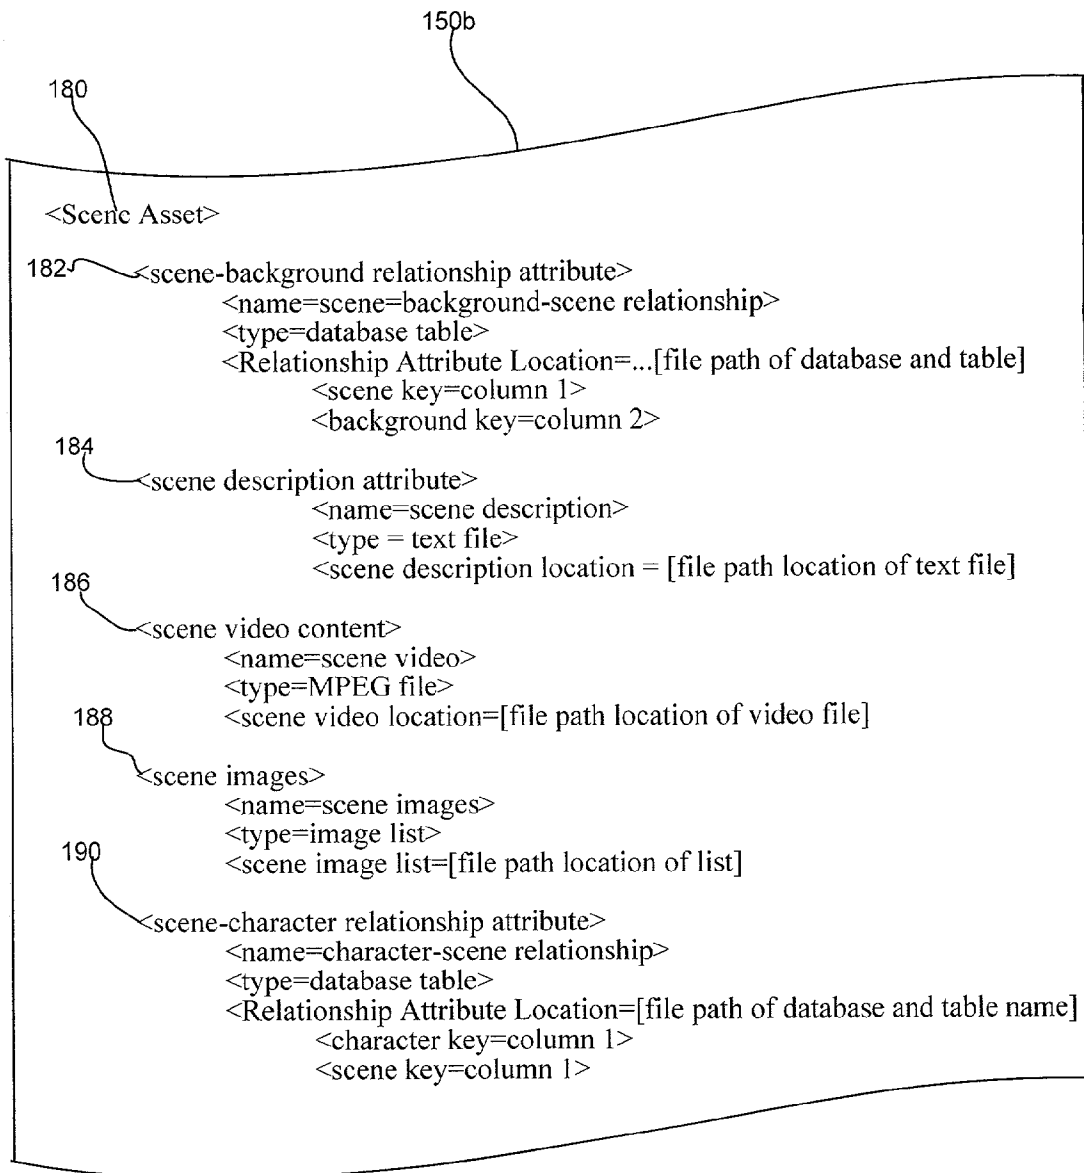 150b
180
<Scene Asset>
182 <scene-background relationship attribute>
<name=scene=background-scene relationship>
<type=database table>
<Relationship Attribute Location=...[file path of database and table]
<scene key=column 1>
<background key=column 2>
184
<scene description attribute>
<name=scene description>
<type = text file>
<scene description location = [file path location of text file]
186
<scene video content>
<name=scene video>
<type=MPEG file>
<scene video location=[file path location of video file]
188
<scene images>
<name=scene images>
<type=image list>
<scene image list=[file path location of list]
190
<scene-character relationship attribute>
<name=character-scene relationship>
<type=database table>
<Relationship Attribute Location=[file path of database and table name]
<character key=column 1>
<scene key=column 1>